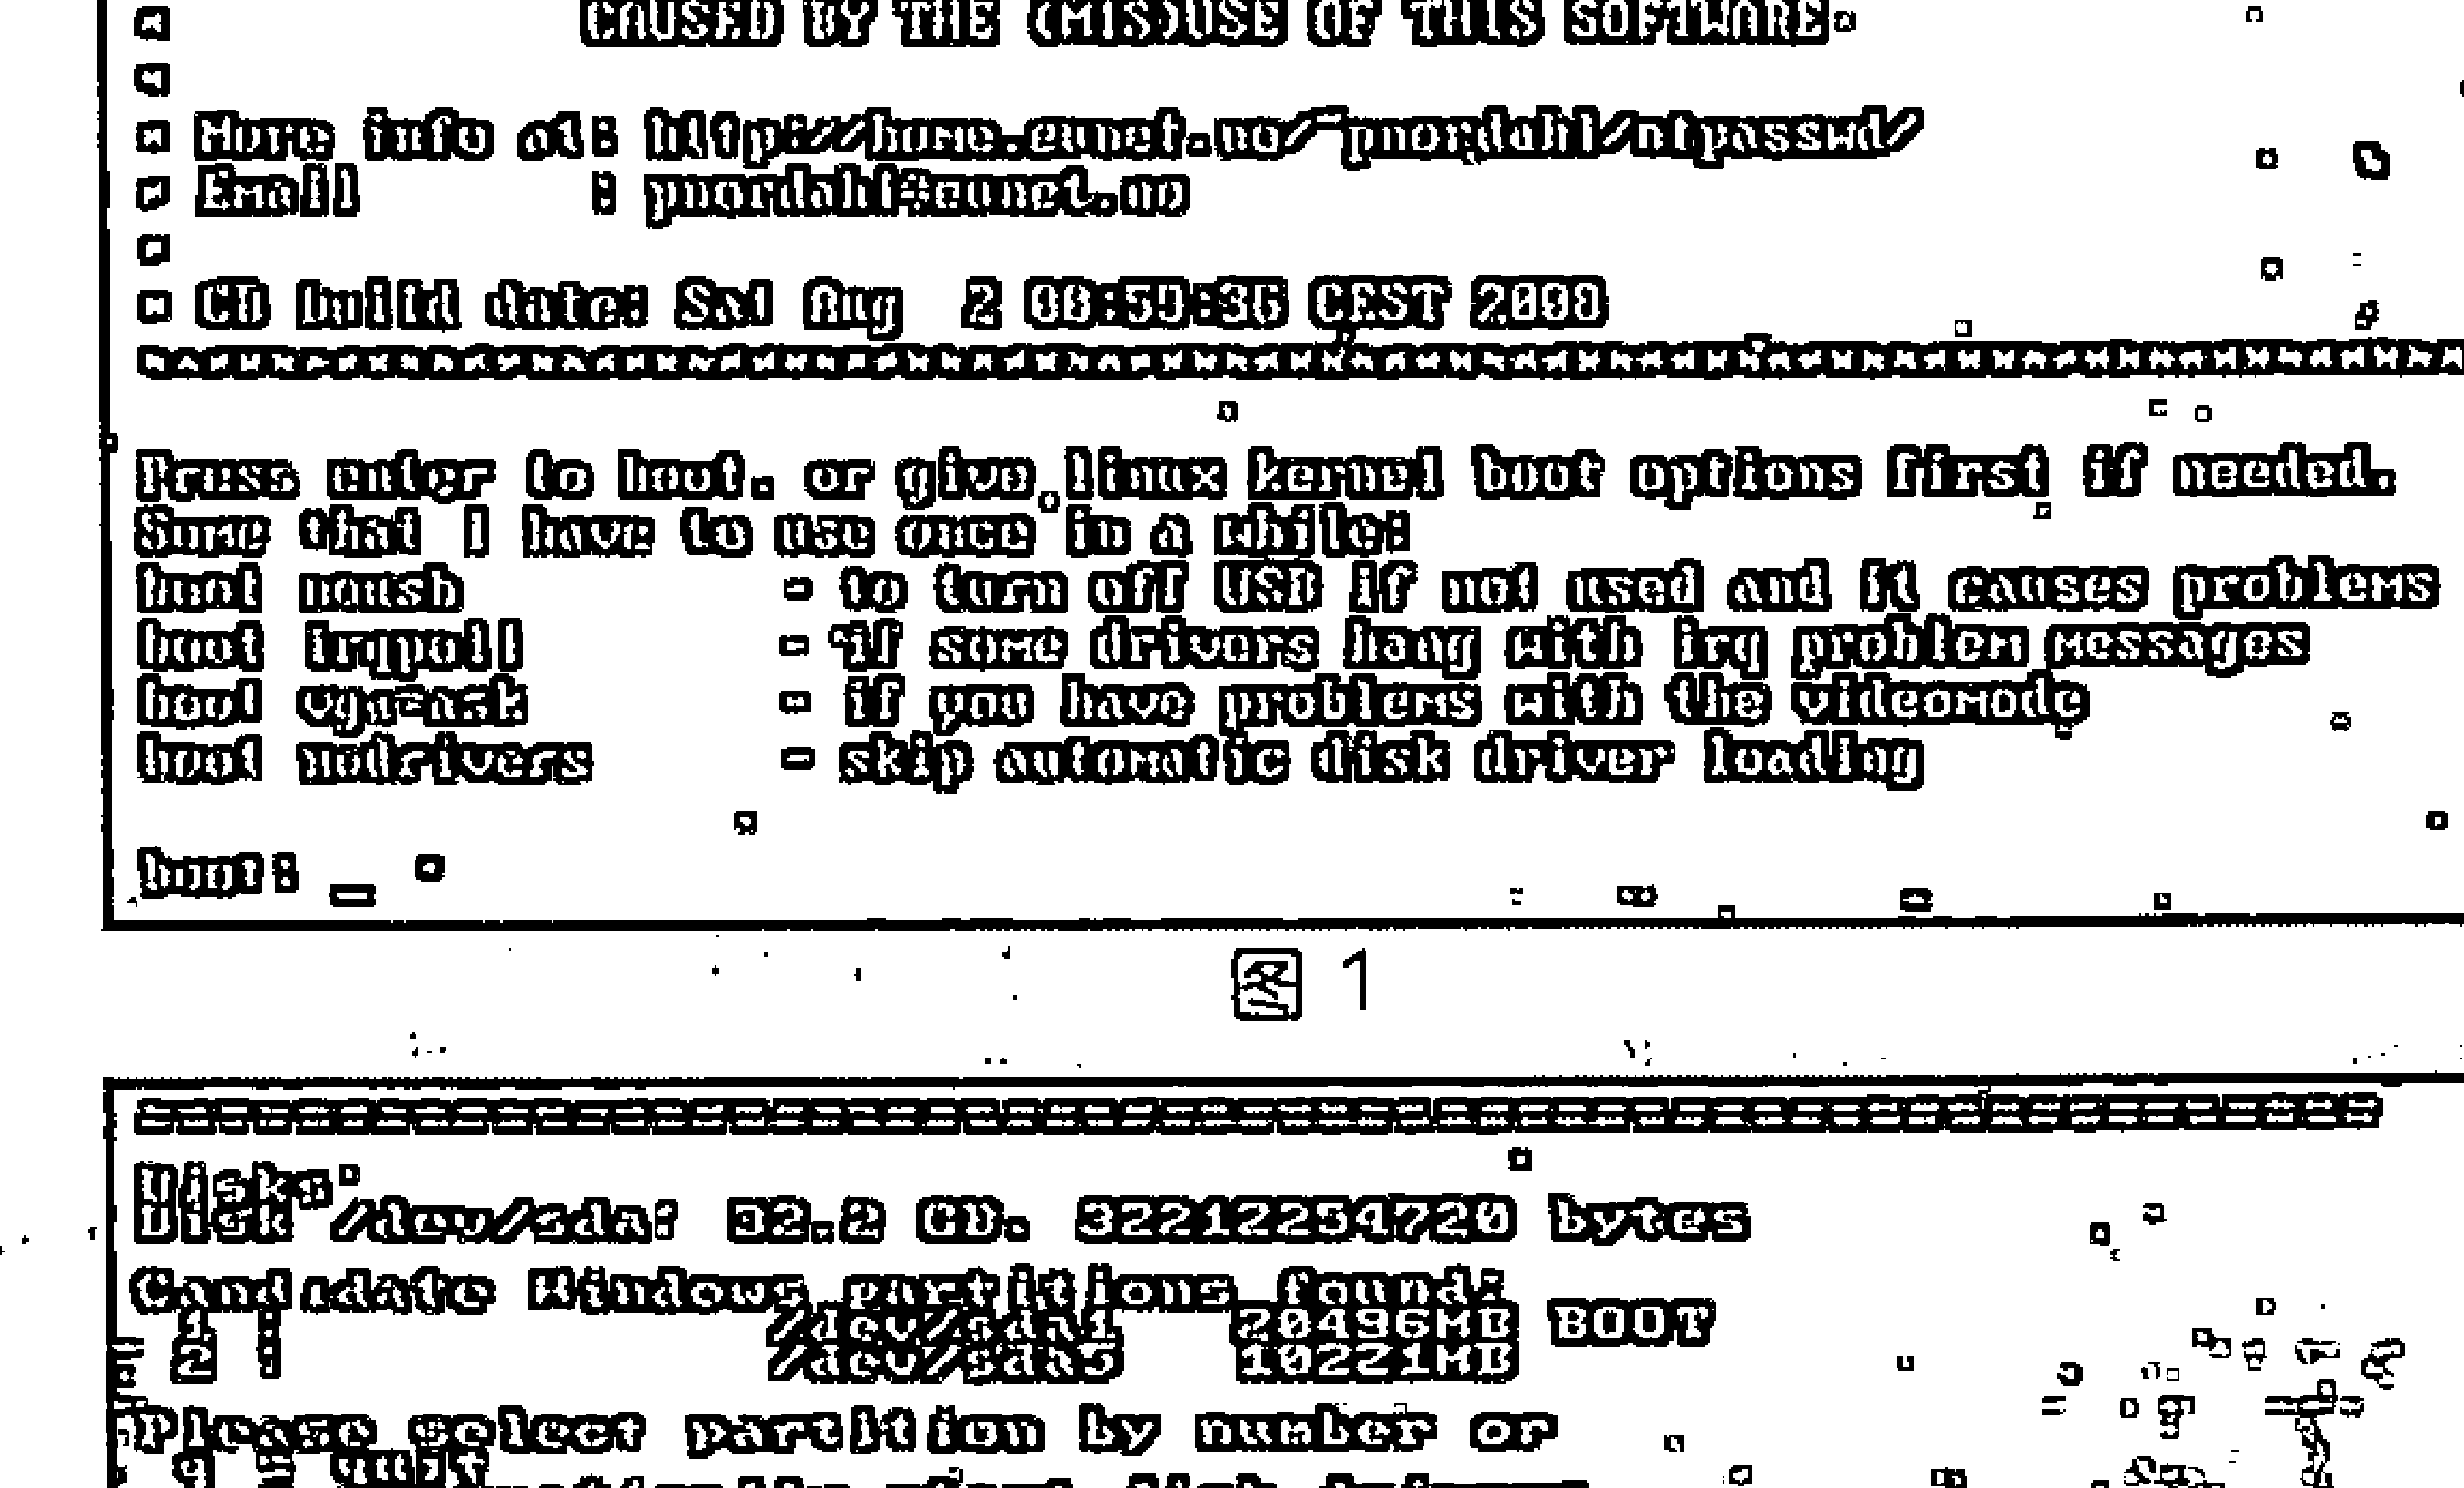 * CAUSED BY THE (MIS)USE OF THIS SOFTWARE.
*
* More info at: http://home.eunet.no/~pnordahl/ntpasswd/
* Email : pnordahl@eunet.no
*
* CD build date: Sat Aug 2 00:59:36 CEST 2008
Press enter to boot, or give linux kernel boot options first if needed.
Some that I have to use once in a while:
boot nousb - to turn off USB if not used and it causes problems
boot irqpoll - if some drivers hang with irq problem messages
boot vga=ask - if you have problems with the videomode
boot nodrivers - skip automatic disk driver loading
boot: _
图 1
Disks:
Disk /dev/sda: 32.2 GB, 32212254720 bytes
Candidate Windows partitions found:
1 : /dev/sda1 20496MB BOOT
2 : /dev/sda5 10221MB
Please select partition by number or
q = quit